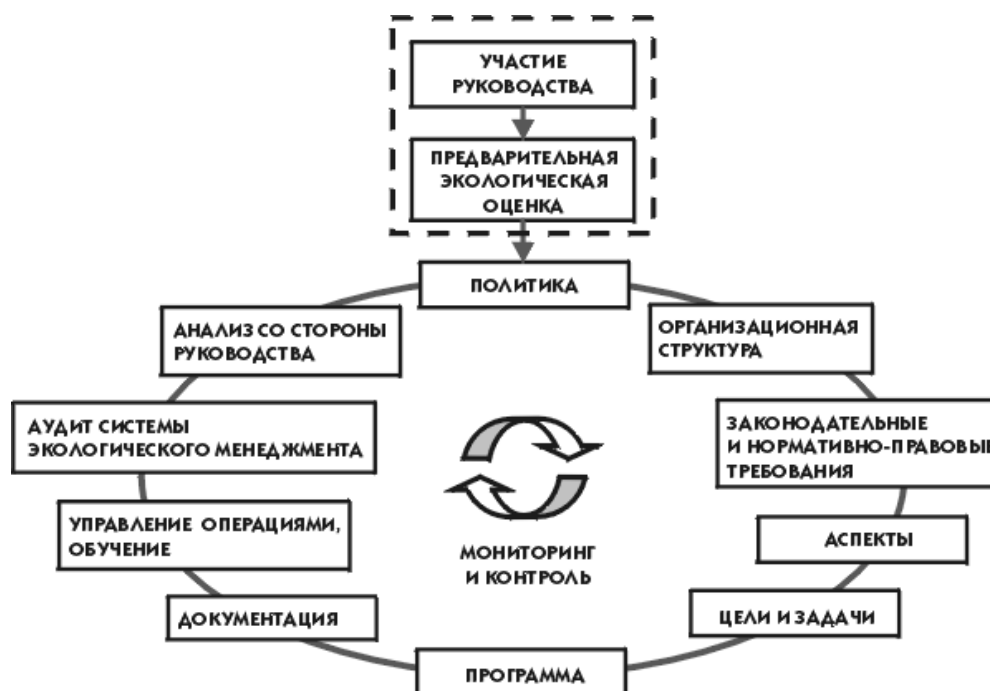 УЧАСТИЕ
РУКОВОДСТВА
ПРЕДВАРИТЕЛЬНАЯ
ЭКОЛОГИЧЕСКАЯ
ОЦЕНКА
ПОЛИТИКА
ОРГАНИЗАЦИОННАЯ
СТРУКТУРА
ЗАКОНОДАТЕЛЬНЫЕ
И НОРМАТИВНО-ПРАВОВЫЕ
ТРЕБОВАНИЯ
АСПЕКТЫ
ЦЕЛИ И ЗАДАЧИ
ПРОГРАММА
ДОКУМЕНТАЦИЯ
УПРАВЛЕНИЕ ОПЕРАЦИЯМИ,
ОБУЧЕНИЕ
АУДИТ СИСТЕМЫ
ЭКОЛОГИЧЕСКОГО МЕНЕДЖМЕНТА
АНАЛИЗ СО СТОРОНЫ
РУКОВОДСТВА
МОНИТОРИНГ
И КОНТРОЛЬ